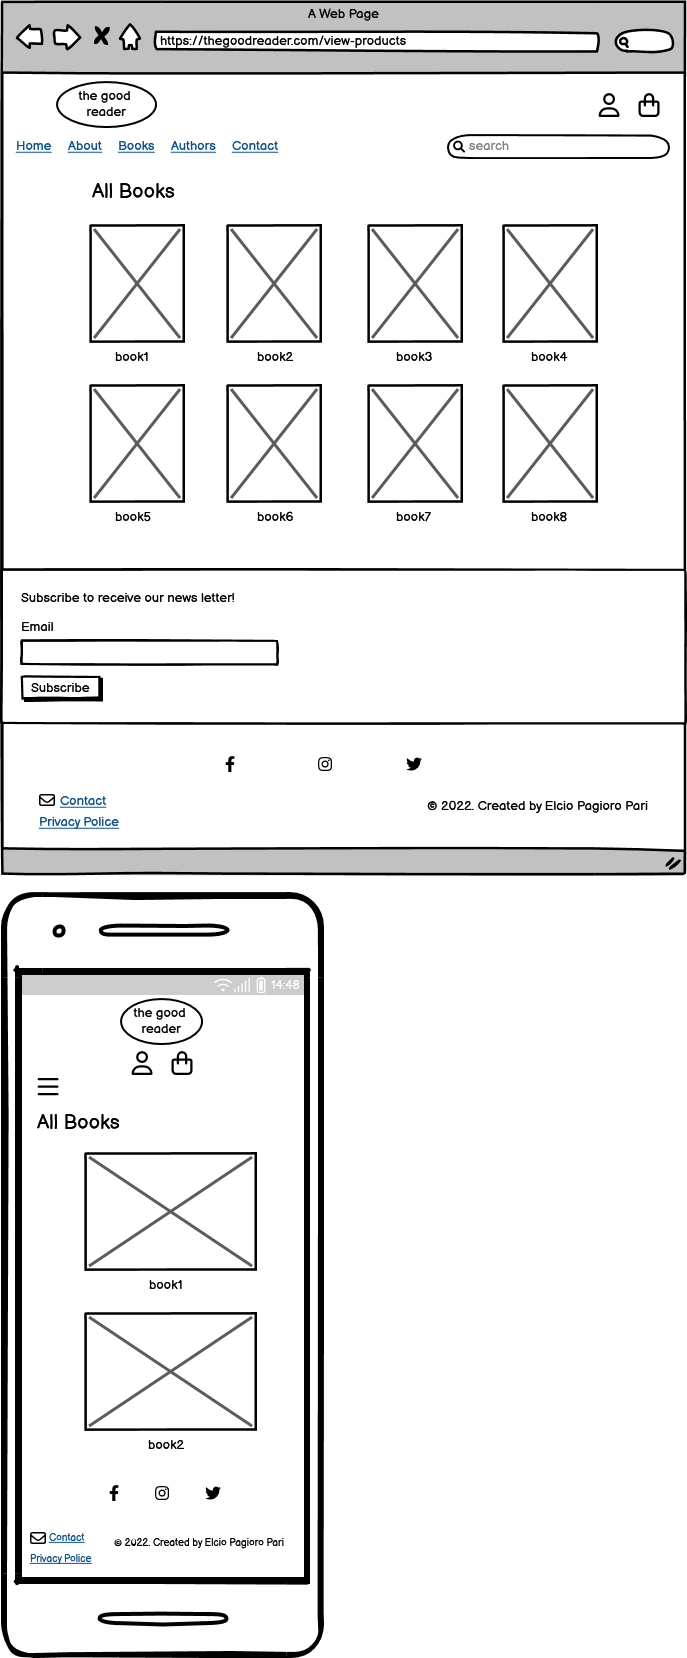 A Web Page
https://thegoodreader.com/view-products
the good
reader
Home About Books Authors Contact
search
All Books
book1 book2 book3 book4
book5 book6 book7 book8
Subscribe to receive our news letter!
Email
Subscribe
Contact
© 2022. Created by Elcio Pagioro Pari
Privacy Police
14:48
the good
reader
All Books
book1
book2
Contact
© 2022. Created by Elcio Pagioro Pari
Privacy Police